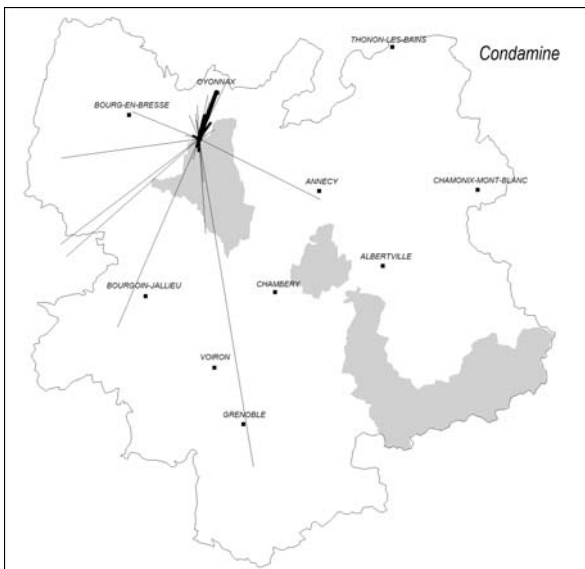 THONON-LES-BAINS
Condamine
OYONNAX
BOURG-EN-BRESSE
ANNECY
CHAMONIX-MONT-BLANC
ALBERTVILLE
BOURGOIN-JALLIEU
CHAMBERY
VOIRON
GRENOBLE